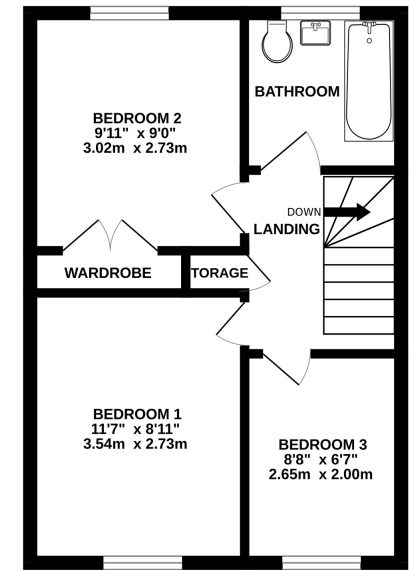 BEDROOM 2
9'11" x 9'0"
3.02m x 2.73m
BATHROOM
DOWN
LANDING
WARDROBE
TORAGE
BEDROOM 1
11'7" x 8'11"
3.54m x 2.73m
BEDROOM 3
8'8" x 6'7"
2.65m x 2.00m